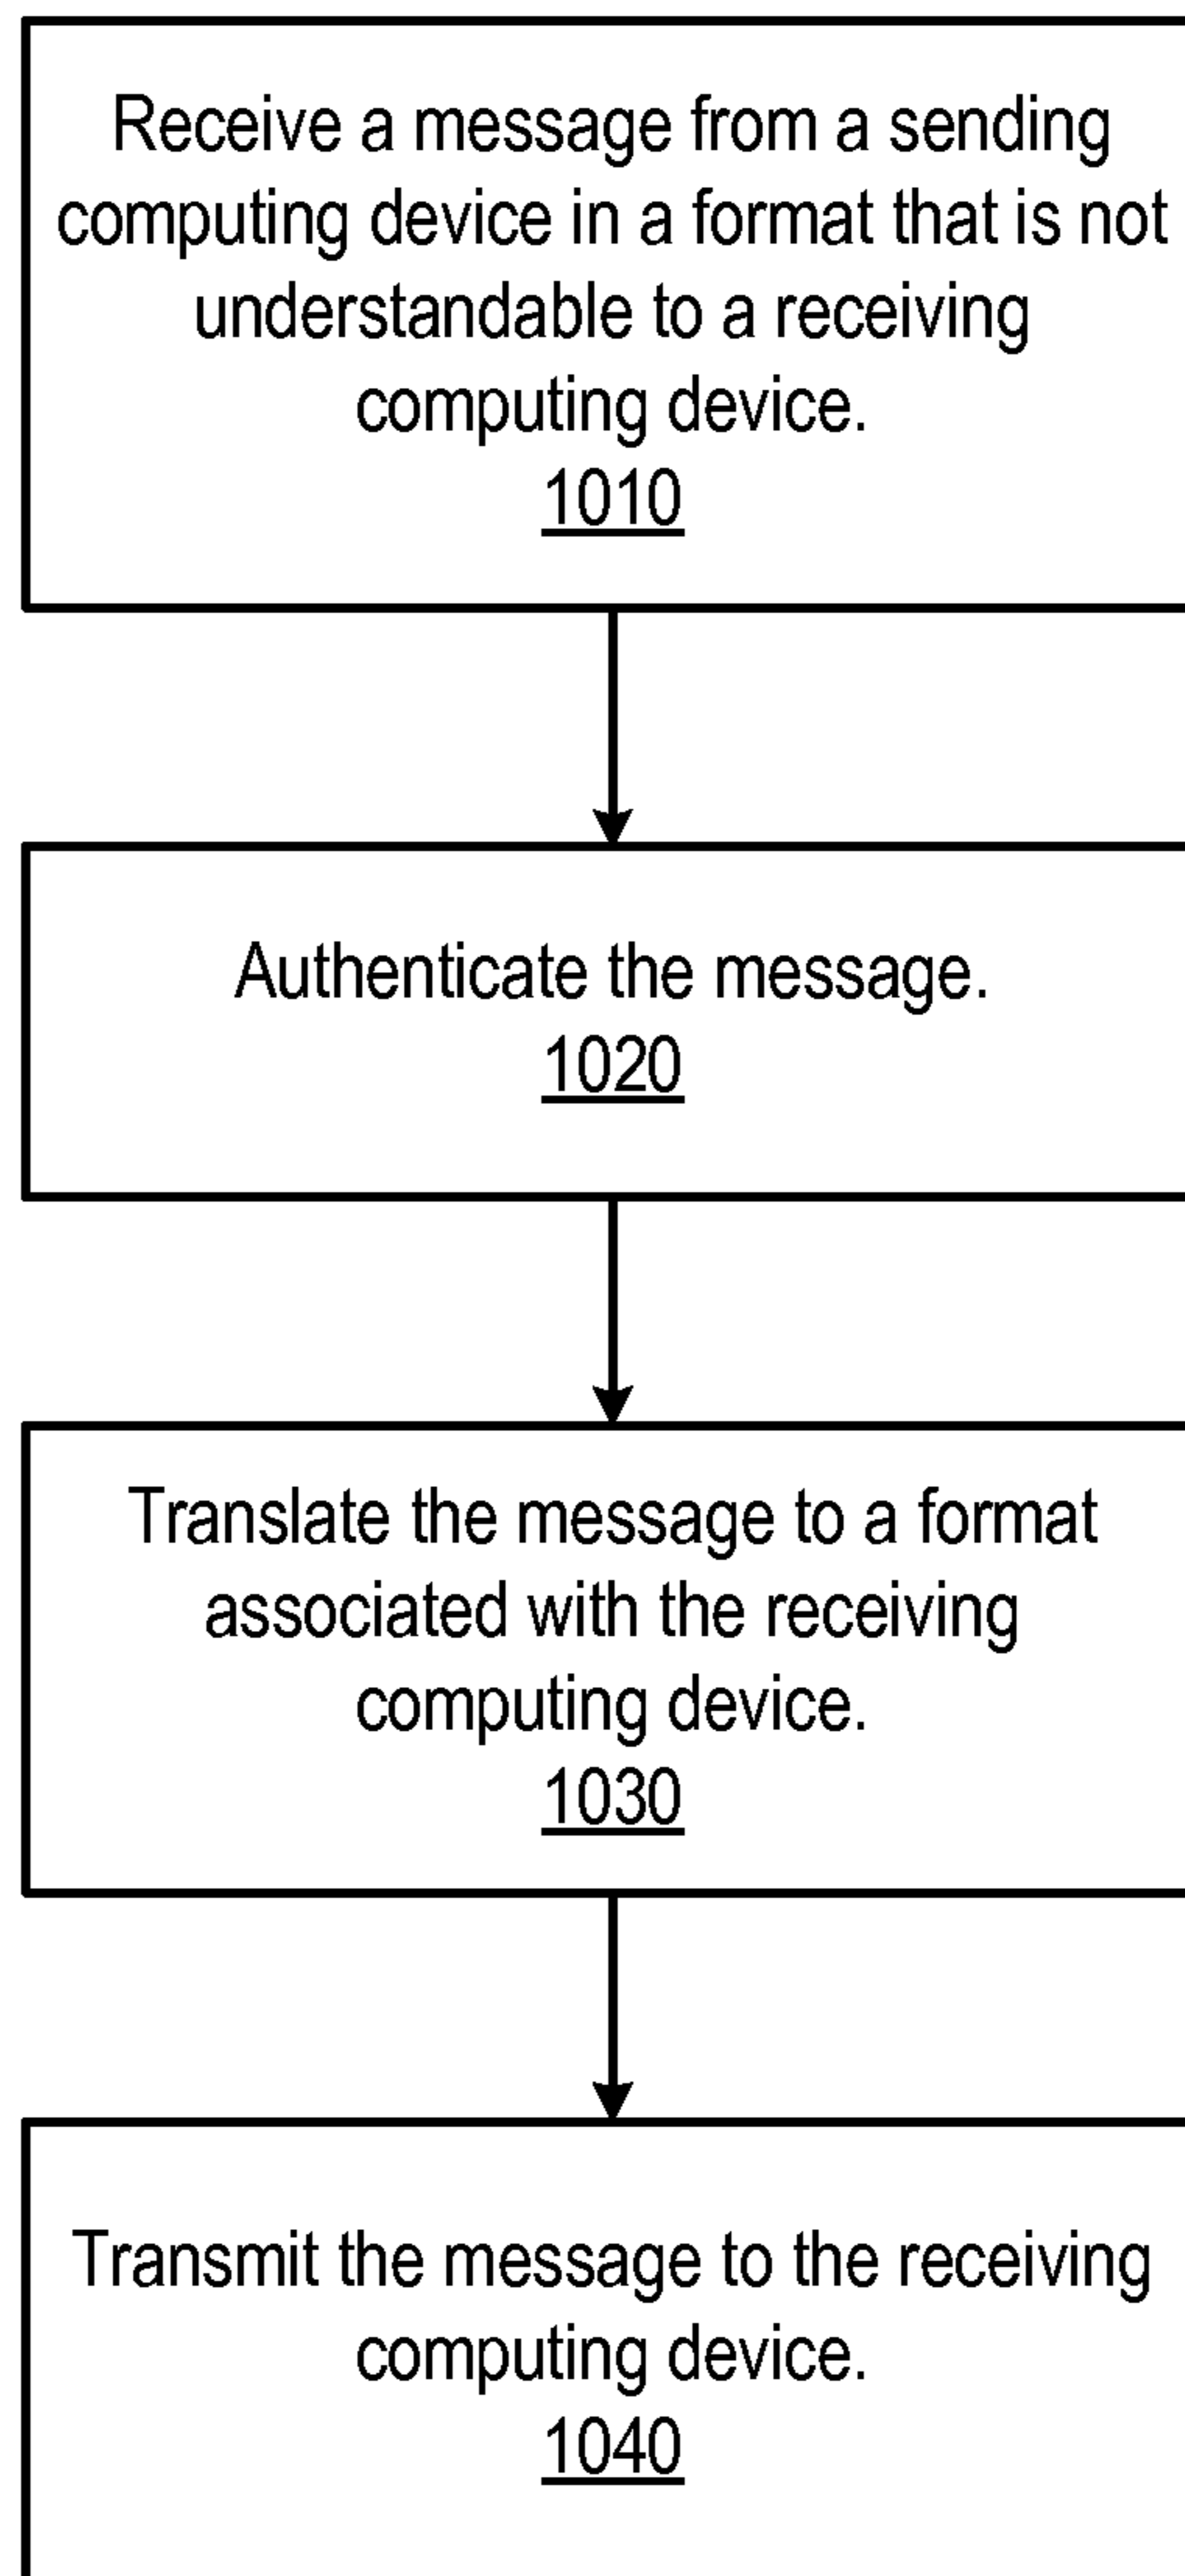 Receive a message from a sending
computing device in a format that is not
understandable to a receiving
computing device.
1010
Authenticate the message.
1020
Translate the message to a format
associated with the receiving
computing device.
1030
Transmit the message to the receiving
computing device.
1040